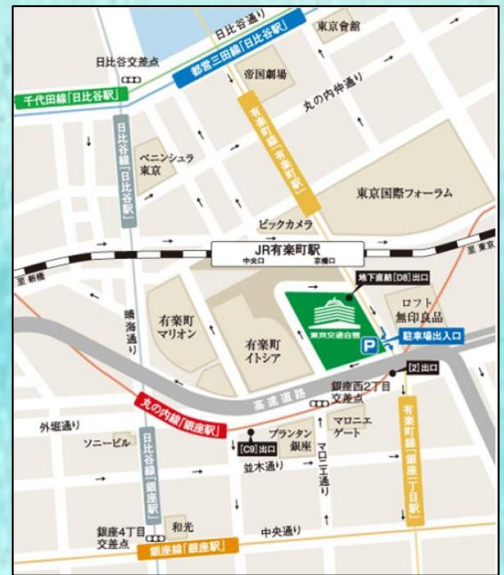 日比谷通り
東京會館
日比谷交差点
都営三田線「日比谷駅」
帝国劇場
千代田線「日比谷駅」
丸の内仲通り
日比谷線「日比谷駅」
有楽町線「有楽町駅」
ペニンシュラ
東京
東京国際フォーラム
ビックカメラ
JR有楽町駅
中央口
京橋口
至 新橋
至 東京
地下直結[D8]出口
晴海通り
有楽町
マリオン
有楽町
イトシア
東京交通会館
ロフト
無印良品
P
駐車場出入口
[2]出口
高速道路
銀座西2丁目
交差点
丸の内線「銀座駅」
外堀通り
ソニービル
[C9]出口
プランタン
銀座
マロニエ
ゲート
マロニエ通り
並木通り
日比谷線「銀座駅」
有楽町線「銀座一丁目駅」
和光
銀座4丁目
交差点
中央通り
銀座線「銀座駅」